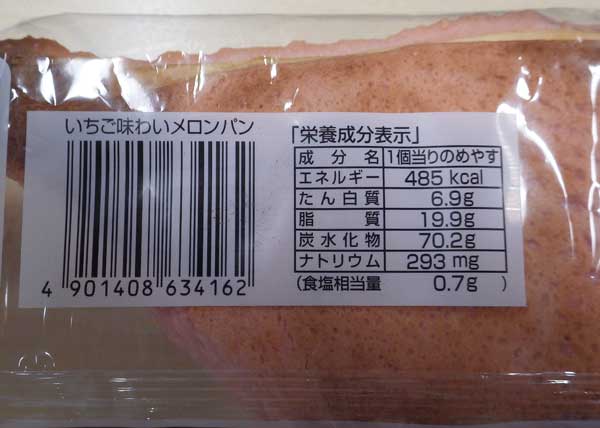 いちご味わいメロンパン
4 901408 634162
「栄養成分表示」
成分名 1個当りのめやす
エネルギー 485 kcal
たん白質 6.9g
脂質 19.9g
炭水化物 70.2g
ナトリウム 293 mg
(食塩相当量 0.7g )